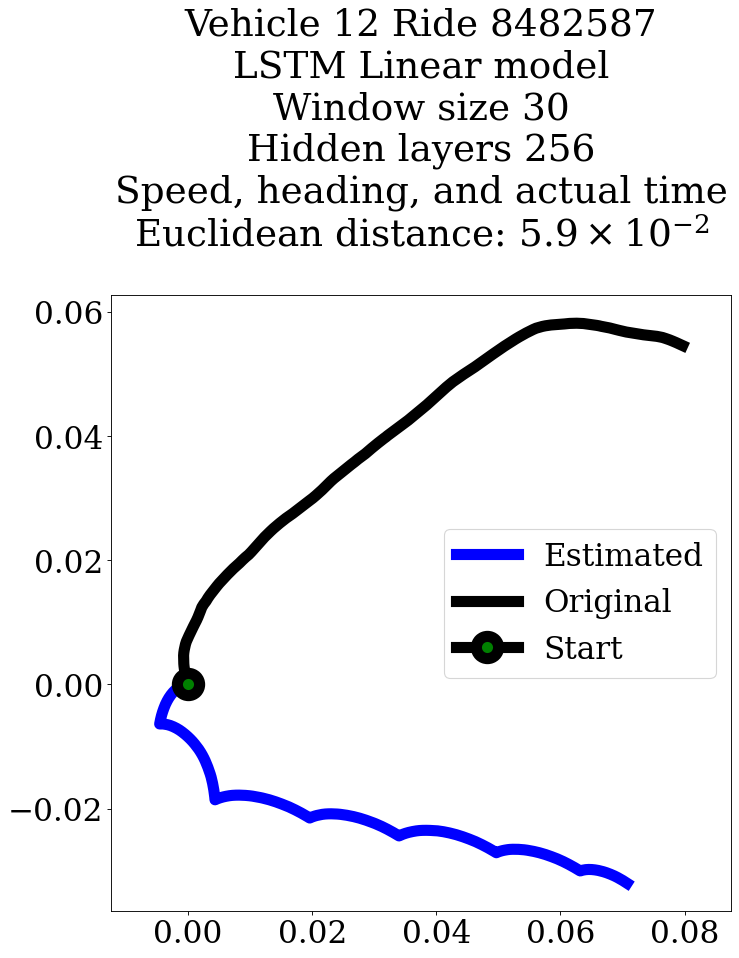 Vehicle 12 Ride 8482587
LSTM Linear model
Window size 30
Hidden layers 256
Speed, heading, and actual time
Euclidean distance: 5.9 × 10⁻²
0.06
0.04
0.02
0.00
−0.02
Estimated
Original
Start
0.00 0.02 0.04 0.06 0.08